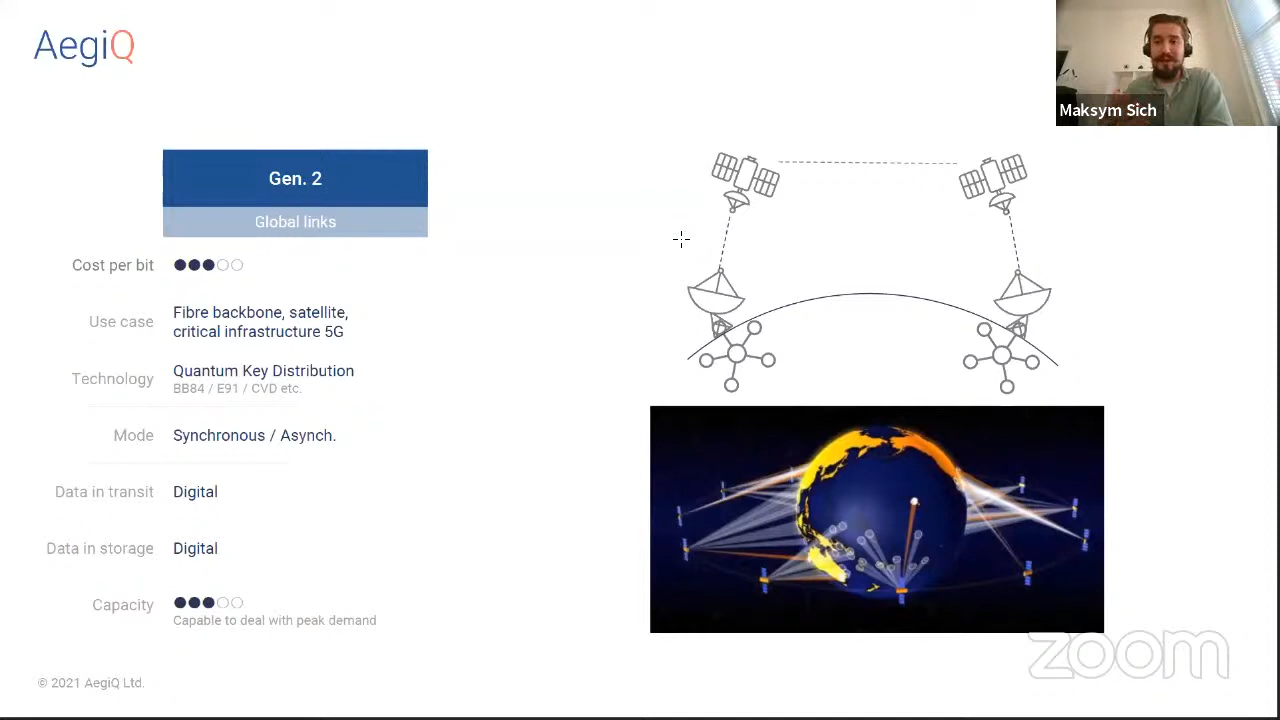 AegiQ
Maksym Sich
Gen. 2
Global links
Cost per bit
Use case
Fibre backbone, satellite,
critical infrastructure 5G
Technology
Quantum Key Distribution
BB84 / E91 / CVD etc.
Mode
Synchronous / Asynch.
Data in transit
Digital
Data in storage
Digital
Capacity
Capable to deal with peak demand
© 2021 AegiQ Ltd.
zoom